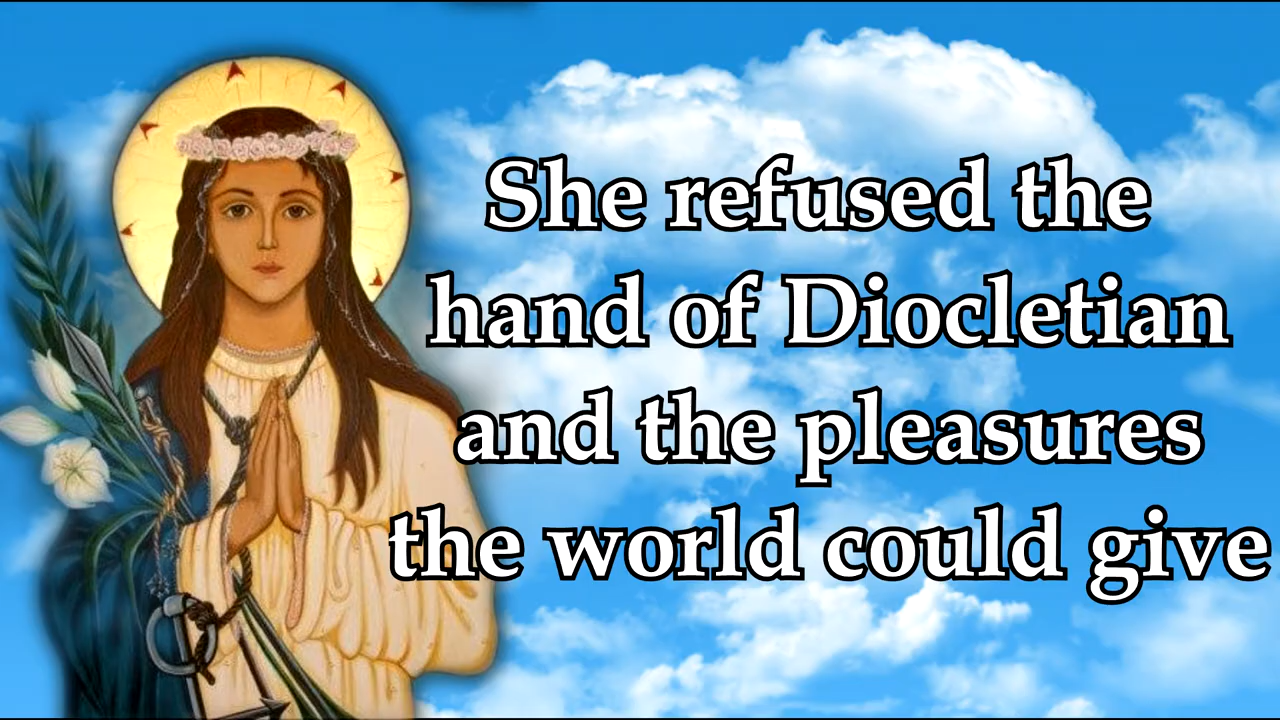 She refused the
hand of Diocletian
and the pleasures
the world could give